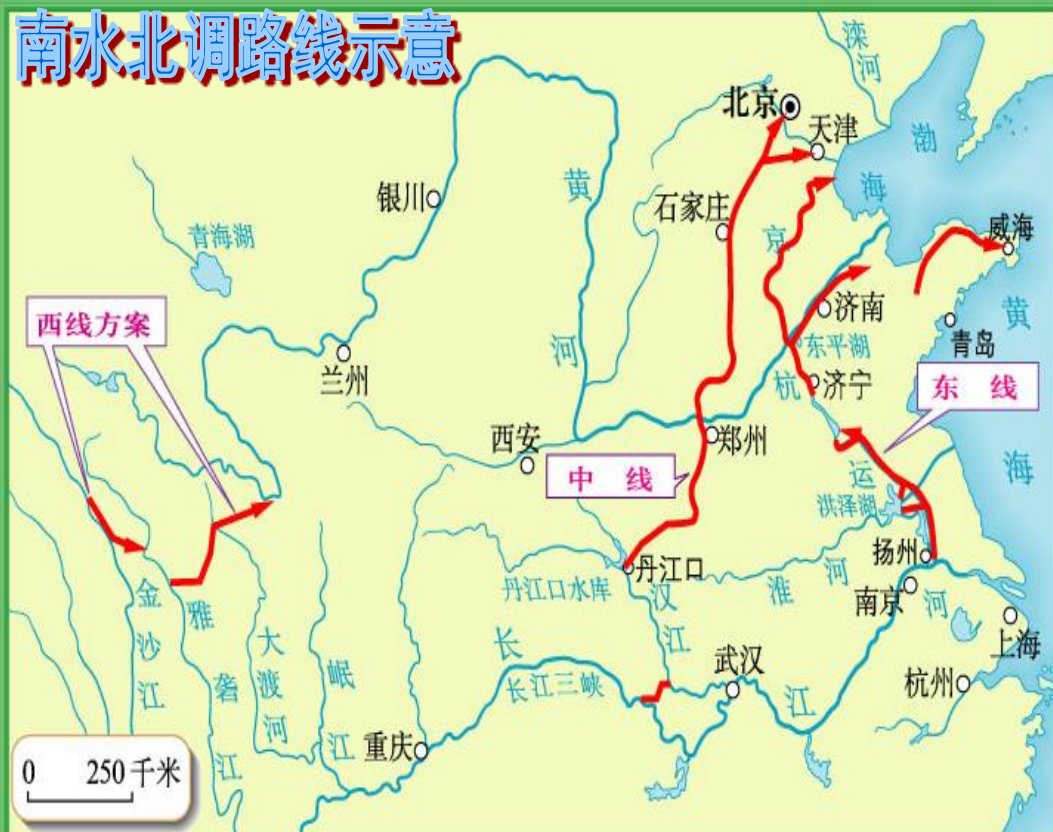 南水北调路线示意
滦河
北京
天津
渤海
银川
黄
石家庄
威海
京
青海湖
西线方案
济南
黄
河
东平湖
青岛
兰州
杭
济宁
东 线
西安
郑州
海
中 线
运
洪泽湖
扬州
丹江口
丹江口水库
淮河
南京
河
金沙江
雅砻江
汉江
上海
大渡河
长
岷江
武汉
长江三峡
杭州
江
重庆
0 250千米